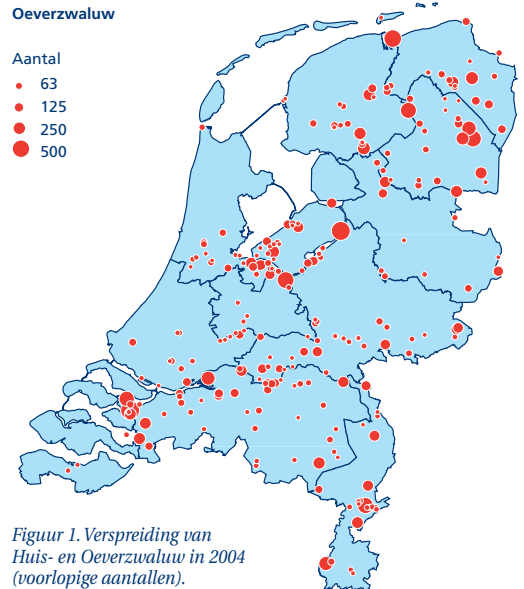 Oeverzwaluw
Aantal
63
125
250
500
Figuur 1. Verspreiding van
Huis- en Oeverzwaluw in 2004
(voorlopige aantallen).